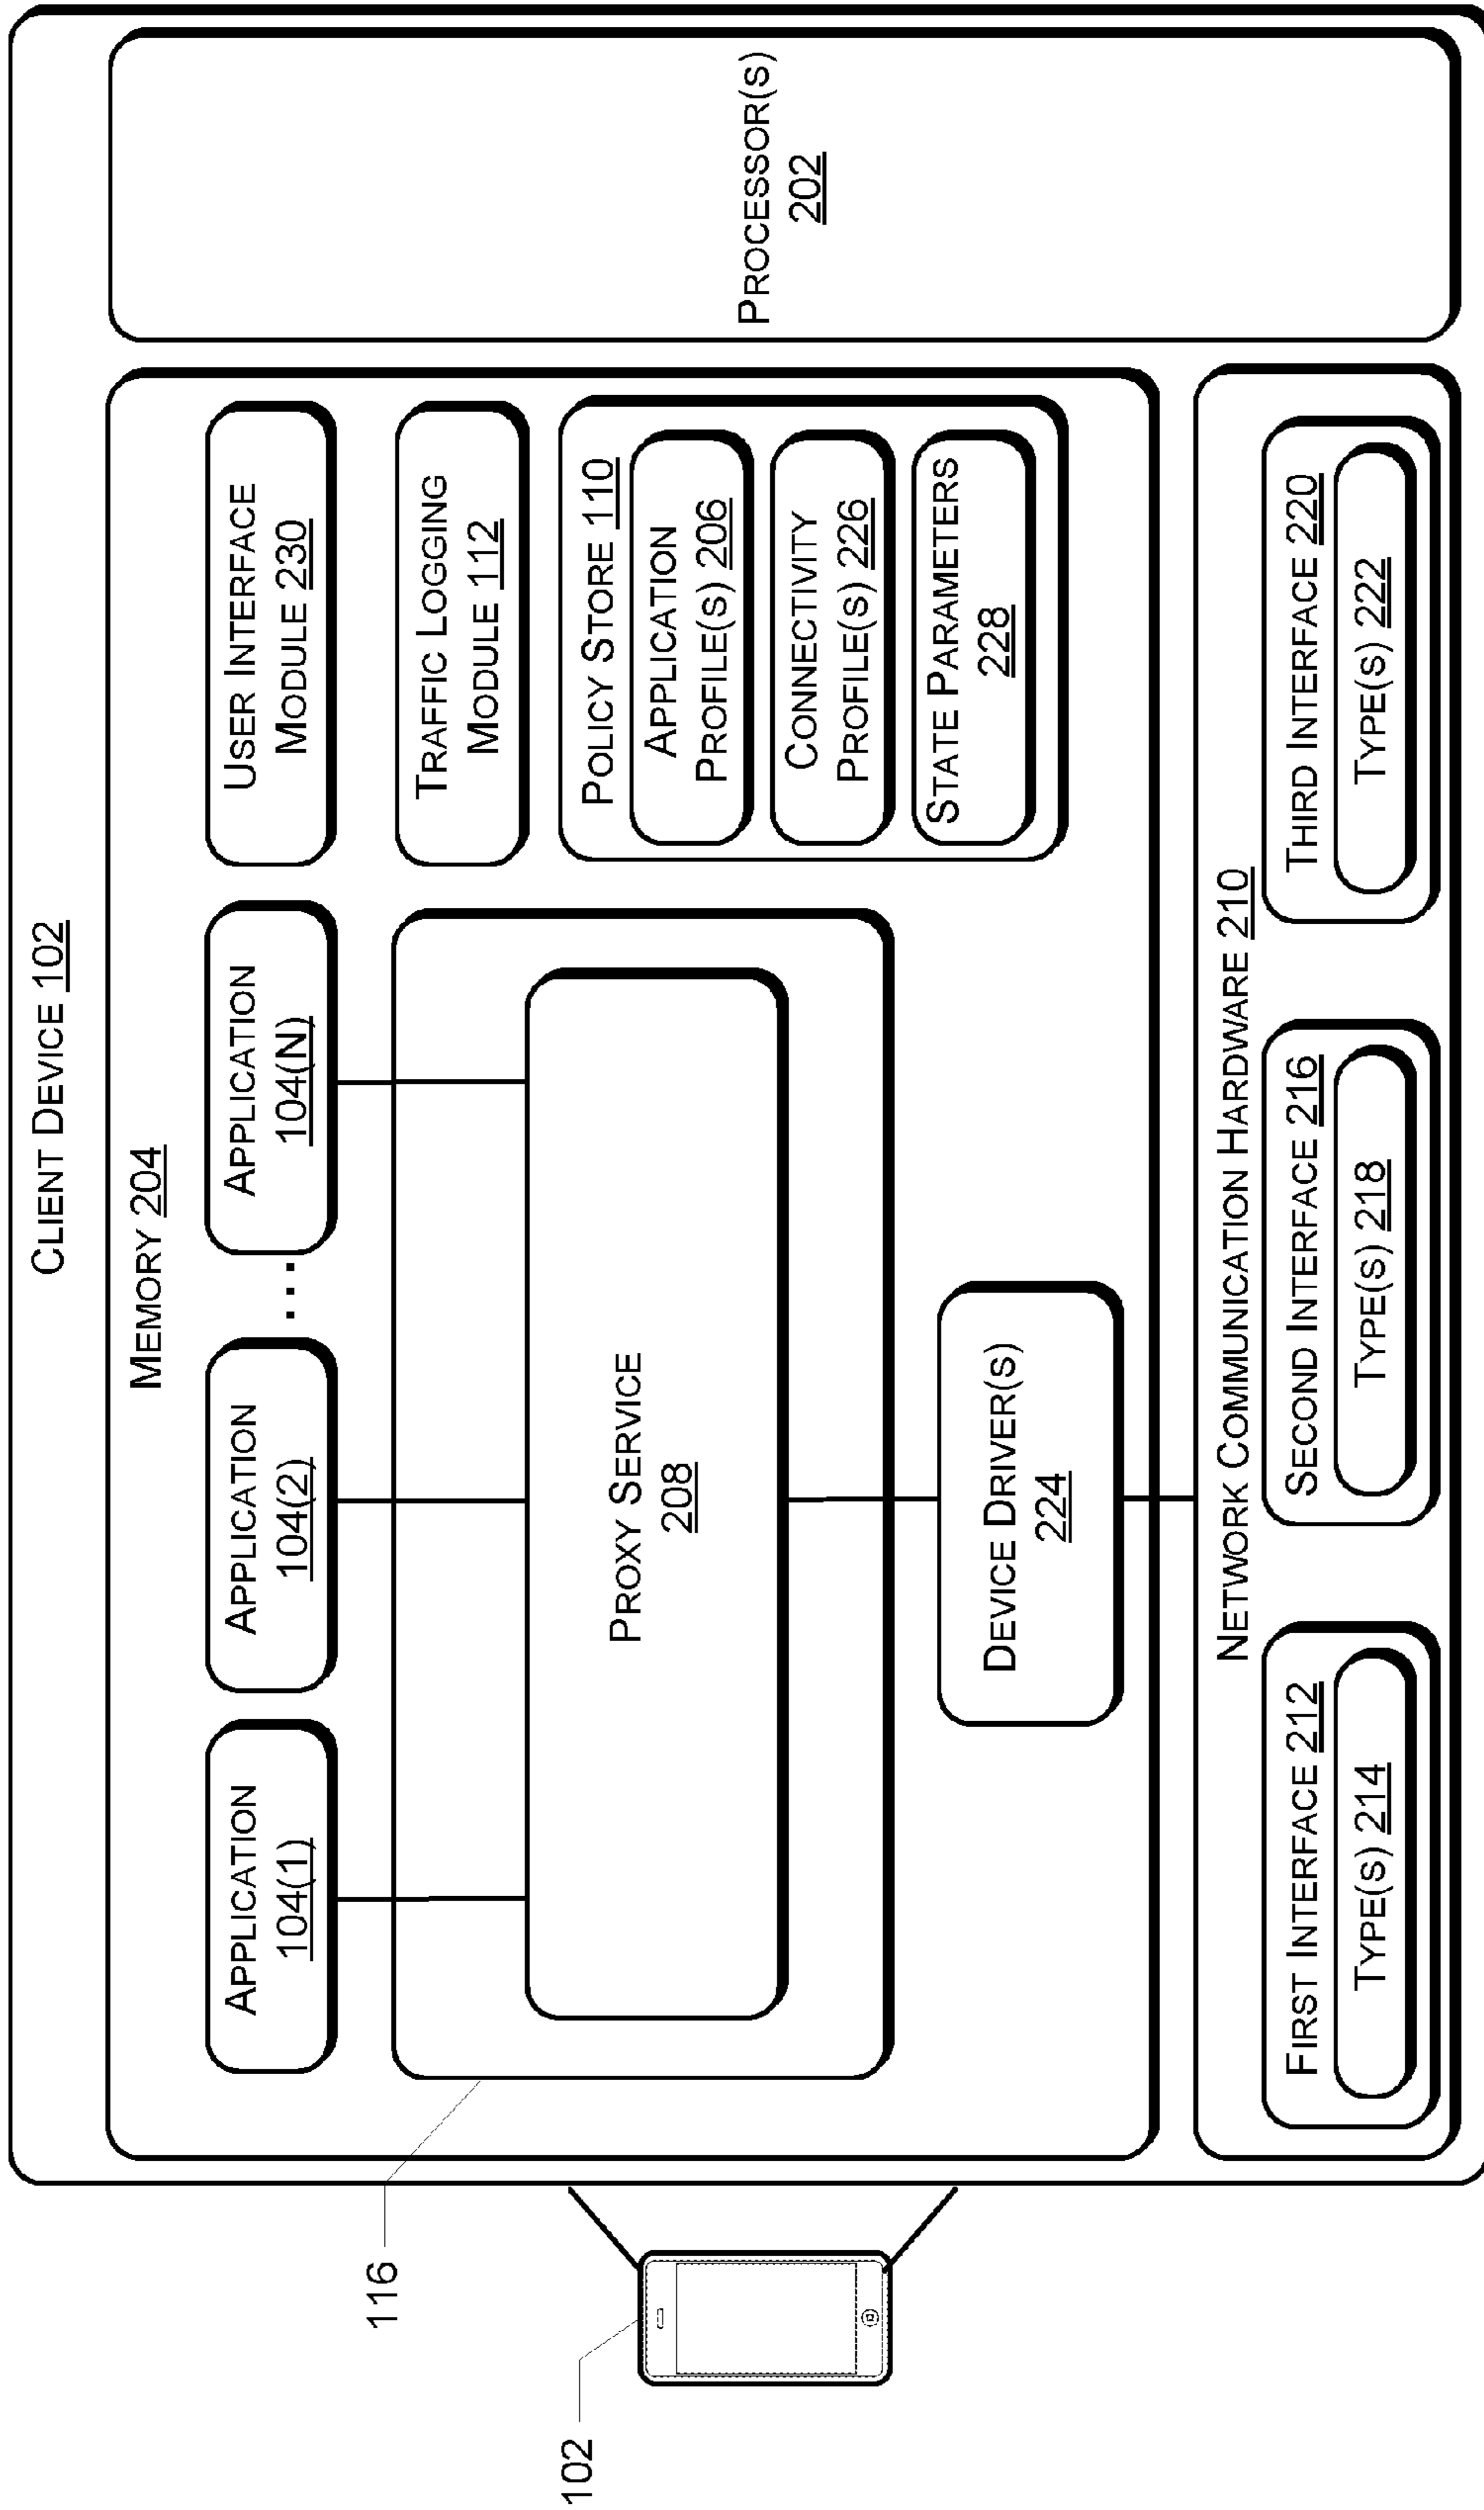 CLIENT DEVICE 102
MEMORY 204
APPLICATION
104(1)
APPLICATION
104(2)
...
APPLICATION
104(N)
USER INTERFACE
MODULE 230
TRAFFIC LOGGING
MODULE 112
POLICY STORE 110
APPLICATION
PROFILE(S) 206
CONNECTIVITY
PROFILE(S) 226
STATE PARAMETERS
228
PROXY SERVICE
208
DEVICE DRIVER(S)
224
PROCESSOR(S)
202
NETWORK COMMUNICATION HARDWARE 210
FIRST INTERFACE 212
TYPE(S) 214
SECOND INTERFACE 216
TYPE(S) 218
THIRD INTERFACE 220
TYPE(S) 222
116
102